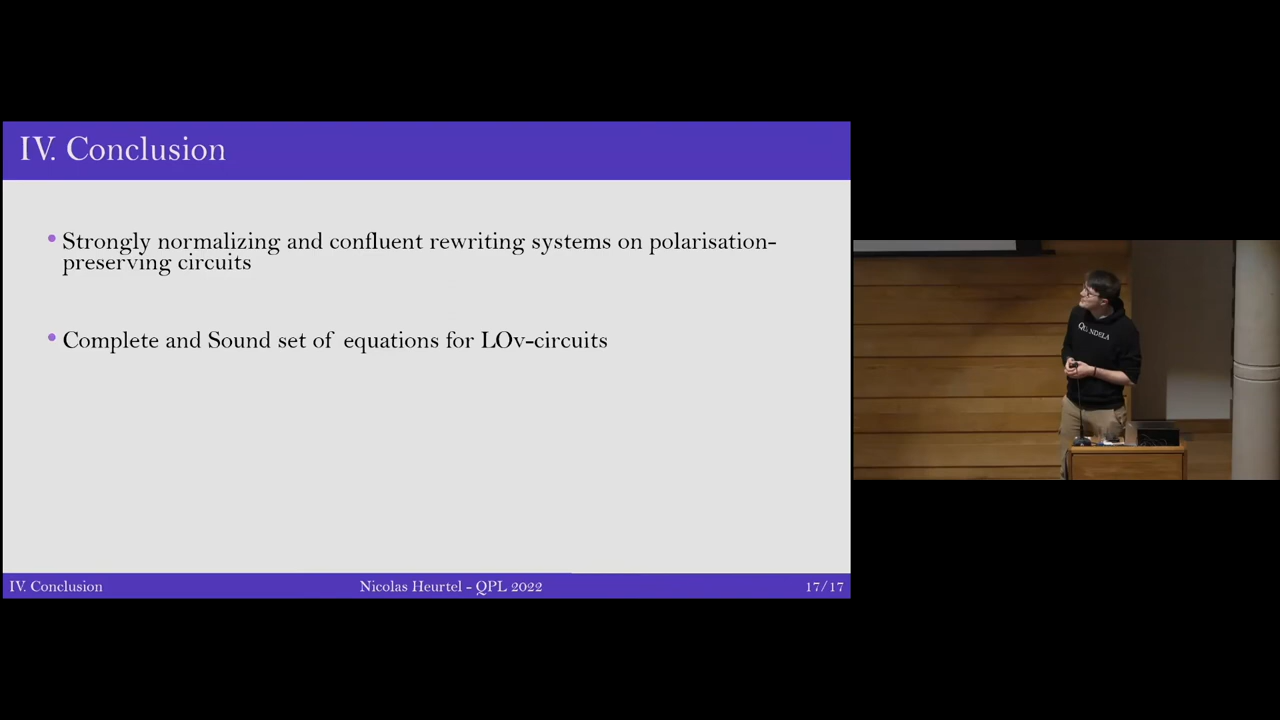 IV. Conclusion
• Strongly normalizing and confluent rewriting systems on polarisation-
preserving circuits
• Complete and Sound set of equations for LOv-circuits
IV. Conclusion
Nicolas Heurtel - QPL 2022
17/17